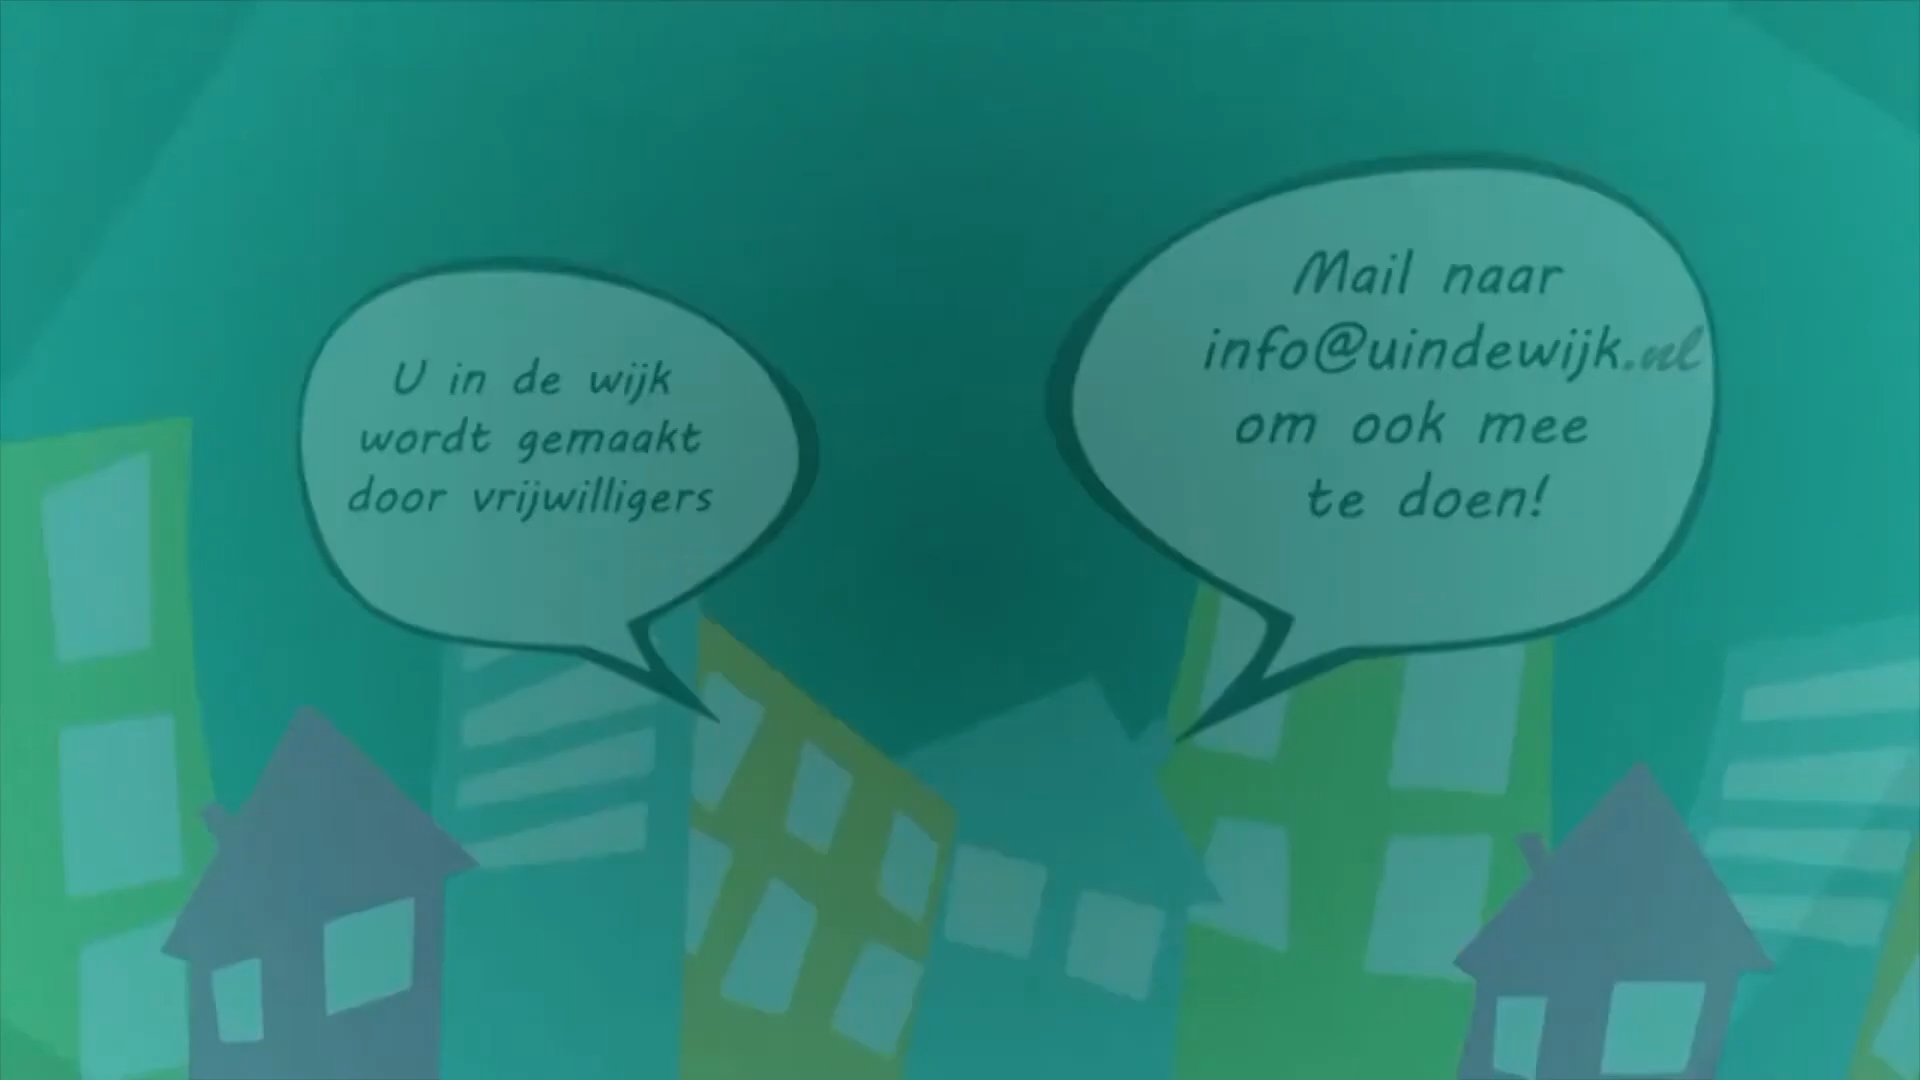 U in de wijk
wordt gemaakt
door vrijwilligers
Mail naar
info@uindewijk.nl
om ook mee
te doen!